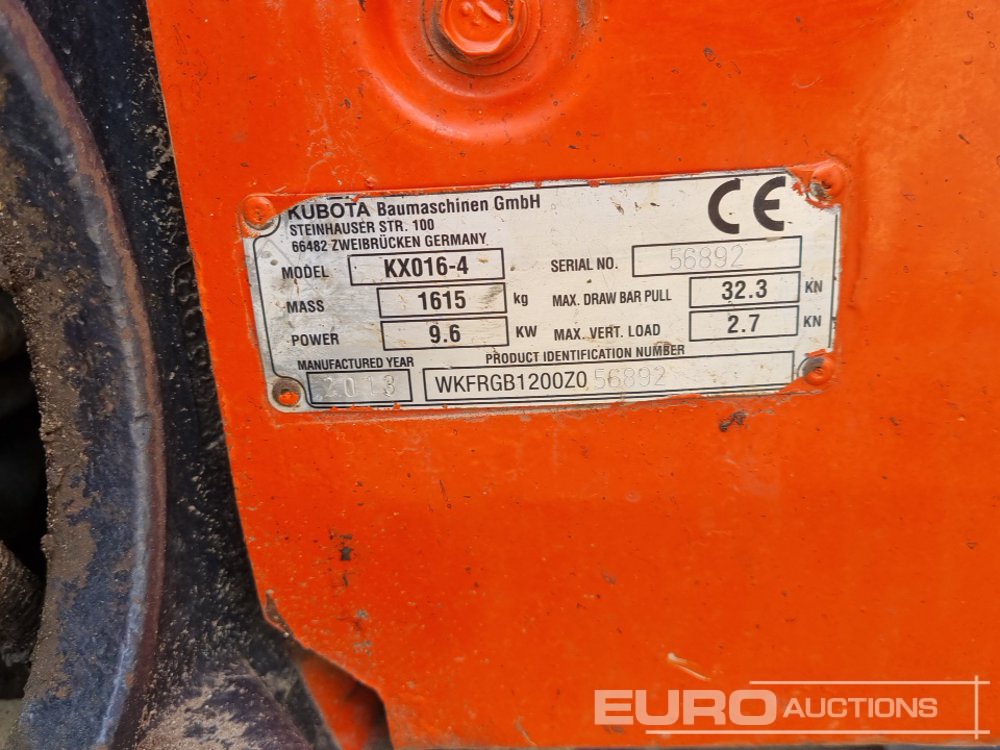 KUBOTA Baumaschinen GmbH
STEINHAUSER STR. 100
66482 ZWEIBRÜCKEN GERMANY
CE
MODEL KX016-4 SERIAL NO. 56892
MASS 1615 kg MAX. DRAW BAR PULL 32.3 KN
POWER 9.6 KW MAX. VERT. LOAD 2.7 KN
MANUFACTURED YEAR PRODUCT IDENTIFICATION NUMBER
2013 WKFRGB1200Z056892
EURO AUCTIONS